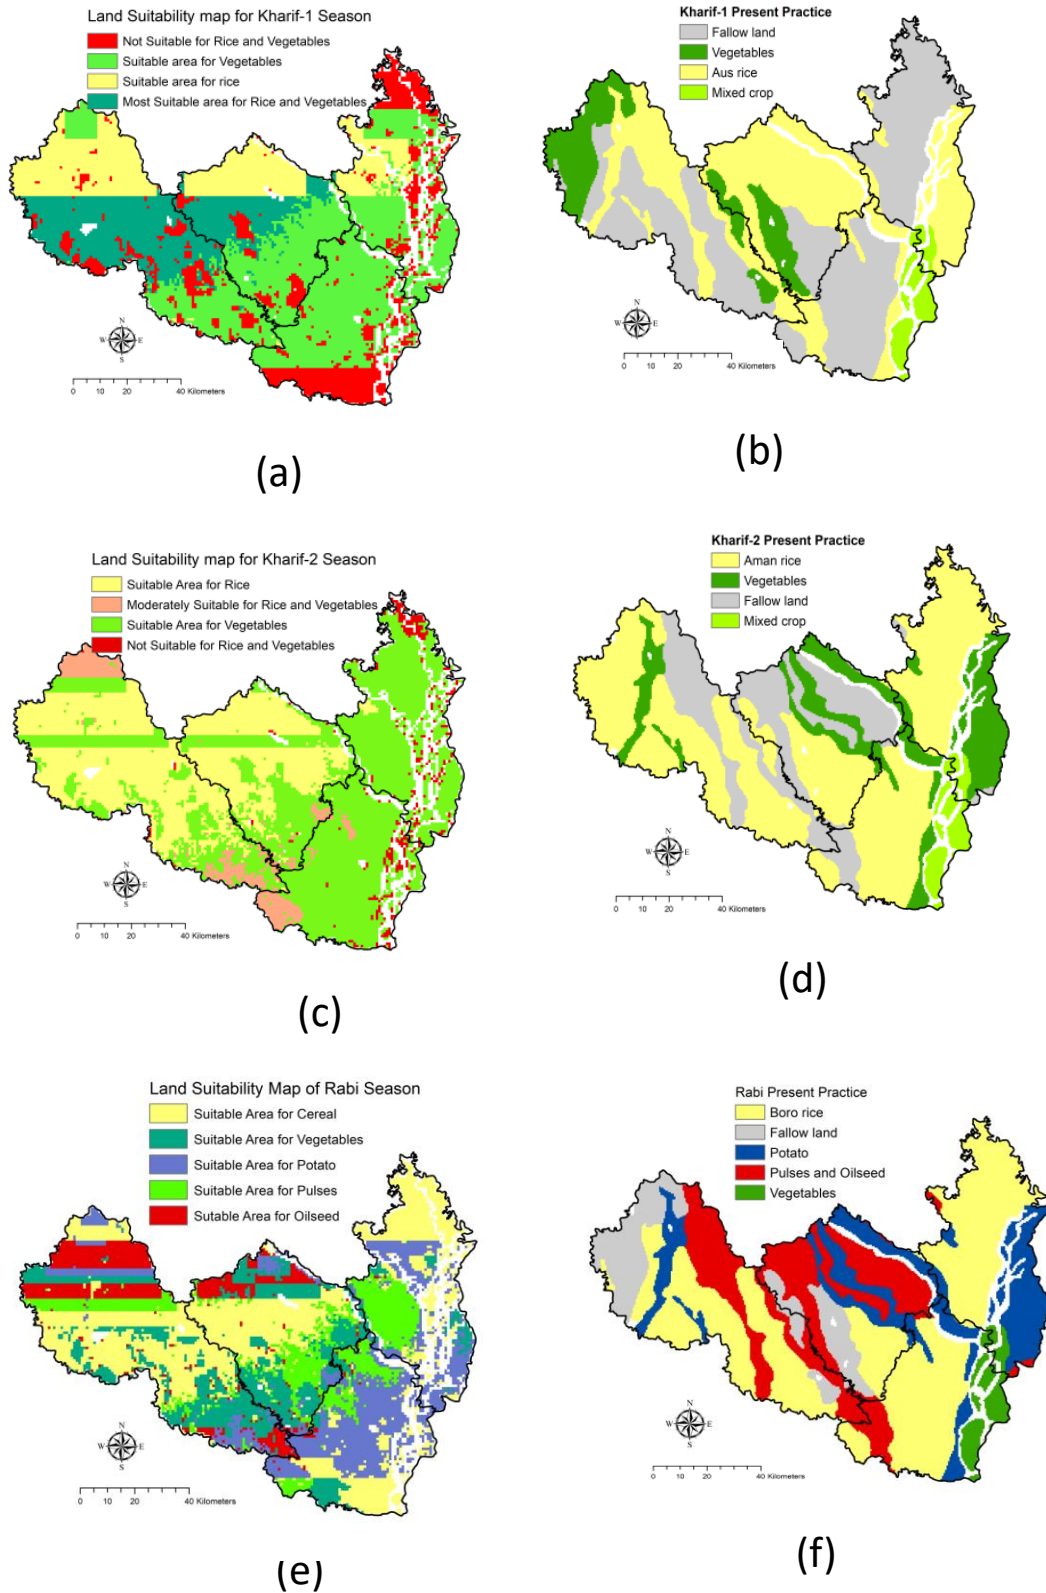 Land Suitability map for Kharif-1 Season
Not Suitable for Rice and Vegetables
Suitable area for Vegetables
Suitable area for rice
Most Suitable area for Rice and Vegetables
N
W E
S
0 10 20 40 Kilometers
(a)
Kharif-1 Present Practice
Fallow land
Vegetables
Aus rice
Mixed crop
N
W E
S
0 10 20 40 Kilometers
(b)
Land Suitability map for Kharif-2 Season
Suitable Area for Rice
Moderately Suitable for Rice and Vegetables
Suitable Area for Vegetables
Not Suitable for Rice and Vegetables
N
W E
S
0 10 20 40 Kilometers
(c)
Kharif-2 Present Practice
Aman rice
Vegetables
Fallow land
Mixed crop
N
W E
S
0 10 20 40 Kilometers
(d)
Land Suitability Map of Rabi Season
Suitable Area for Cereal
Suitable Area for Vegetables
Suitable Area for Potato
Suitable Area for Pulses
Sutable Area for Oilseed
N
W E
S
0 10 20 40 Kilometers
(e)
Rabi Present Practice
Boro rice
Fallow land
Potato
Pulses and Oilseed
Vegetables
N
W E
S
0 10 20 40 Kilometers
(f)